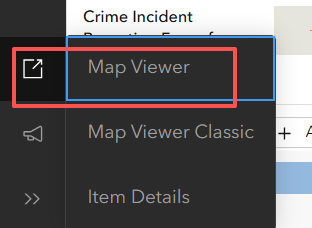 Crime Incident
Map Viewer
Map Viewer Classic
+ A
Item Details